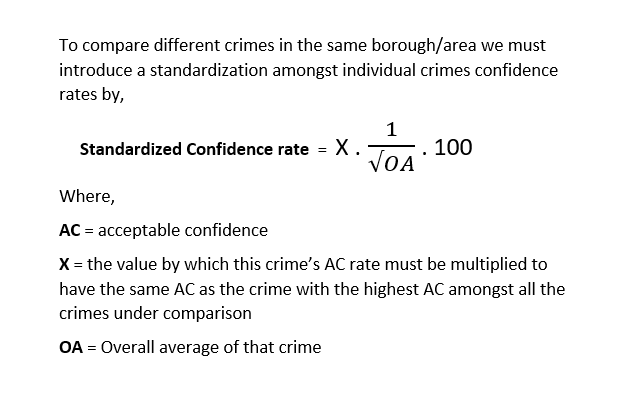 To compare different crimes in the same borough/area we must
introduce a standardization amongst individual crimes confidence
rates by,
Standardized Confidence rate = X . 1/√OA . 100
Where,
AC = acceptable confidence
X = the value by which this crime’s AC rate must be multiplied to
have the same AC as the crime with the highest AC amongst all the
crimes under comparison
OA = Overall average of that crime